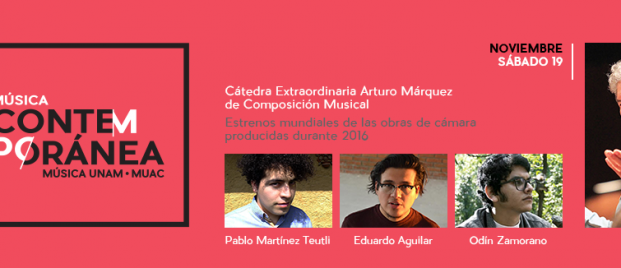 MÚSICA
CONTEM
PORÁNEA
MÚSICA UNAM • MUAC
NOVIEMBRE
SÁBADO 19
Cátedra Extraordinaria Arturo Márquez
de Composición Musical
Estrenos mundiales de las obras de cámara
producidas durante 2016
Pablo Martínez Teutli
Eduardo Aguilar
Odín Zamorano